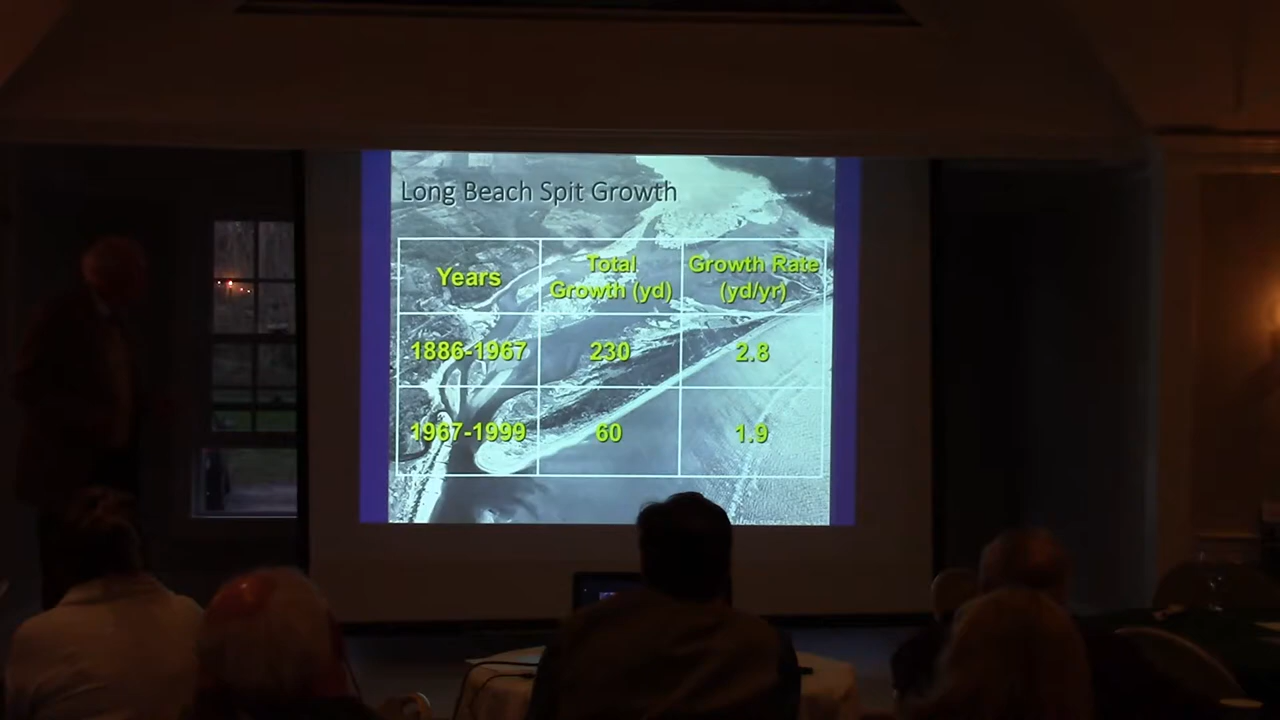 Long Beach Spit Growth
Years
Total
Growth (yd)
Growth Rate
(yd/yr)
1886-1967
230
2.8
1967-1999
60
1.9